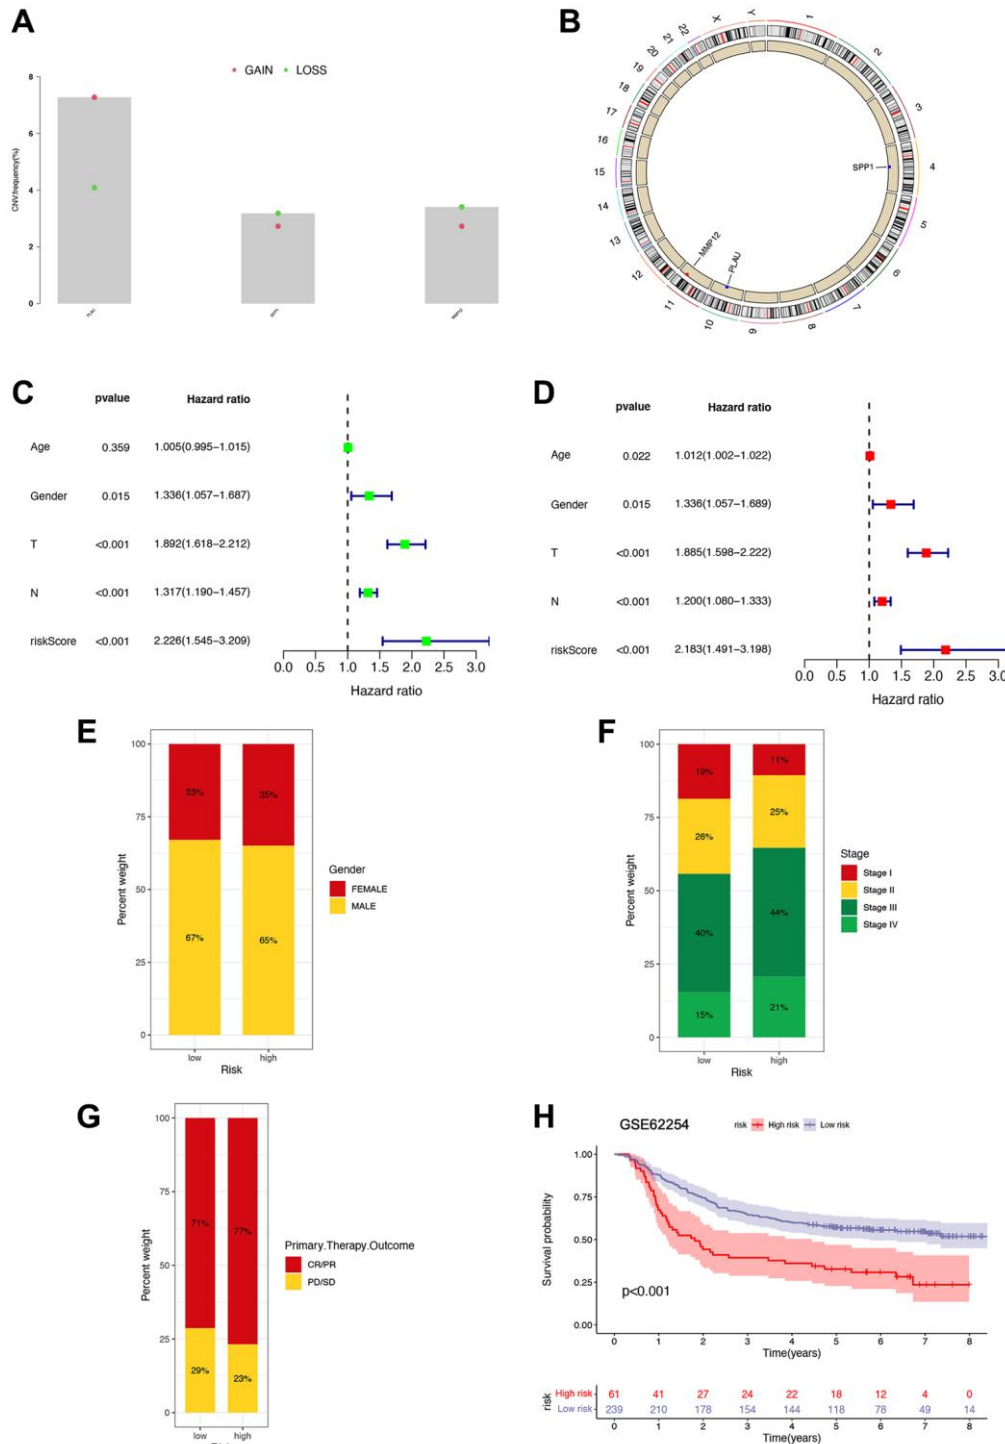 A
GAIN LOSS
8
6
4
2
0
CNV.frequency(%)
PLAU
SPP1
MMP12
B
1
2
3
4
5
6
7
8
9
10
11
12
13
14
15
16
17
18
19
20
21
22
X
Y
SPP1
MMP12
PLAU
C
pvalue Hazard ratio
Age 0.359 1.005(0.995−1.015)
Gender 0.015 1.336(1.057−1.687)
T <0.001 1.892(1.618−2.212)
N <0.001 1.317(1.190−1.457)
riskScore <0.001 2.226(1.545−3.209)
0.0 0.5 1.0 1.5 2.0 2.5 3.0
Hazard ratio
D
pvalue Hazard ratio
Age 0.022 1.012(1.002−1.022)
Gender 0.015 1.336(1.057−1.689)
T <0.001 1.885(1.598−2.222)
N <0.001 1.200(1.080−1.333)
riskScore <0.001 2.183(1.491−3.198)
0.0 0.5 1.0 1.5 2.0 2.5 3.0
Hazard ratio
E
100
75
50
25
0
Percent weight
33% 35%
67% 65%
low high
Risk
Gender
FEMALE
MALE
F
100
75
50
25
0
Percent weight
19% 11%
26% 25%
40% 44%
15% 21%
low high
Risk
Stage
Stage I
Stage II
Stage III
Stage IV
G
100
75
50
25
0
Percent weight
71% 77%
29% 23%
low high
Primary.Therapy.Outcome
CR/PR
PD/SD
H
GSE62254
risk High risk Low risk
1.00
0.75
0.50
0.25
0.00
Survival probability
p<0.001
0 1 2 3 4 5 6 7 8
Time(years)
risk
High risk 61 41 27 24 22 18 12 4 0
Low risk 239 210 178 154 144 118 78 49 14
0 1 2 3 4 5 6 7 8
Time(years)